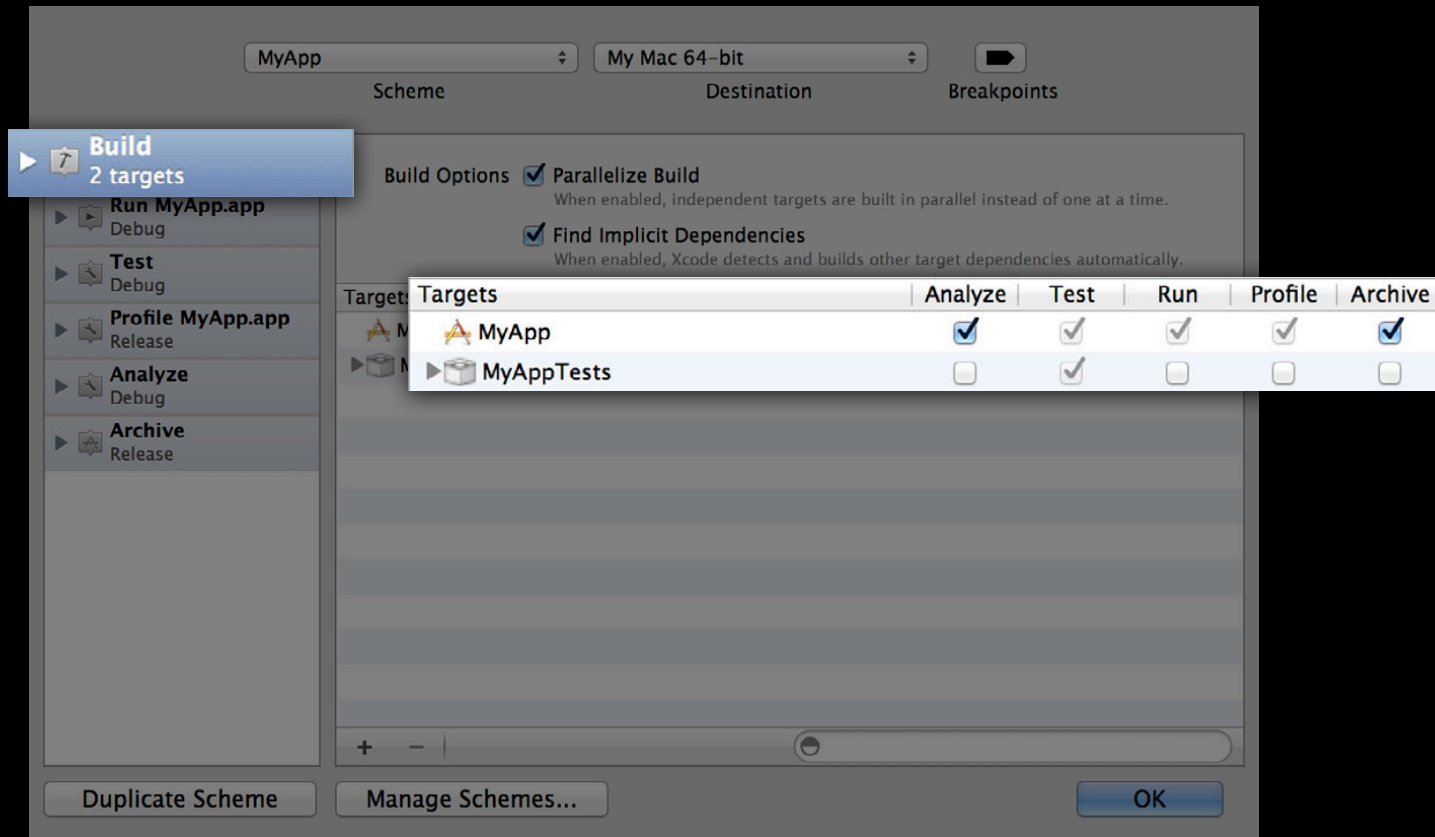 MyApp My Mac 64-bit
Scheme Destination Breakpoints
Build
2 targets
Run MyApp.app
Debug
Test
Debug
Profile MyApp.app
Release
Analyze
Debug
Archive
Release
Build Options Parallelize Build
When enabled, independent targets are built in parallel instead of one at a time.
Find Implicit Dependencies
When enabled, Xcode detects and builds other target dependencies automatically.
Targets Targets Analyze Test Run Profile Archive
M MyApp
M MyAppTests
+ −
Duplicate Scheme Manage Schemes... OK